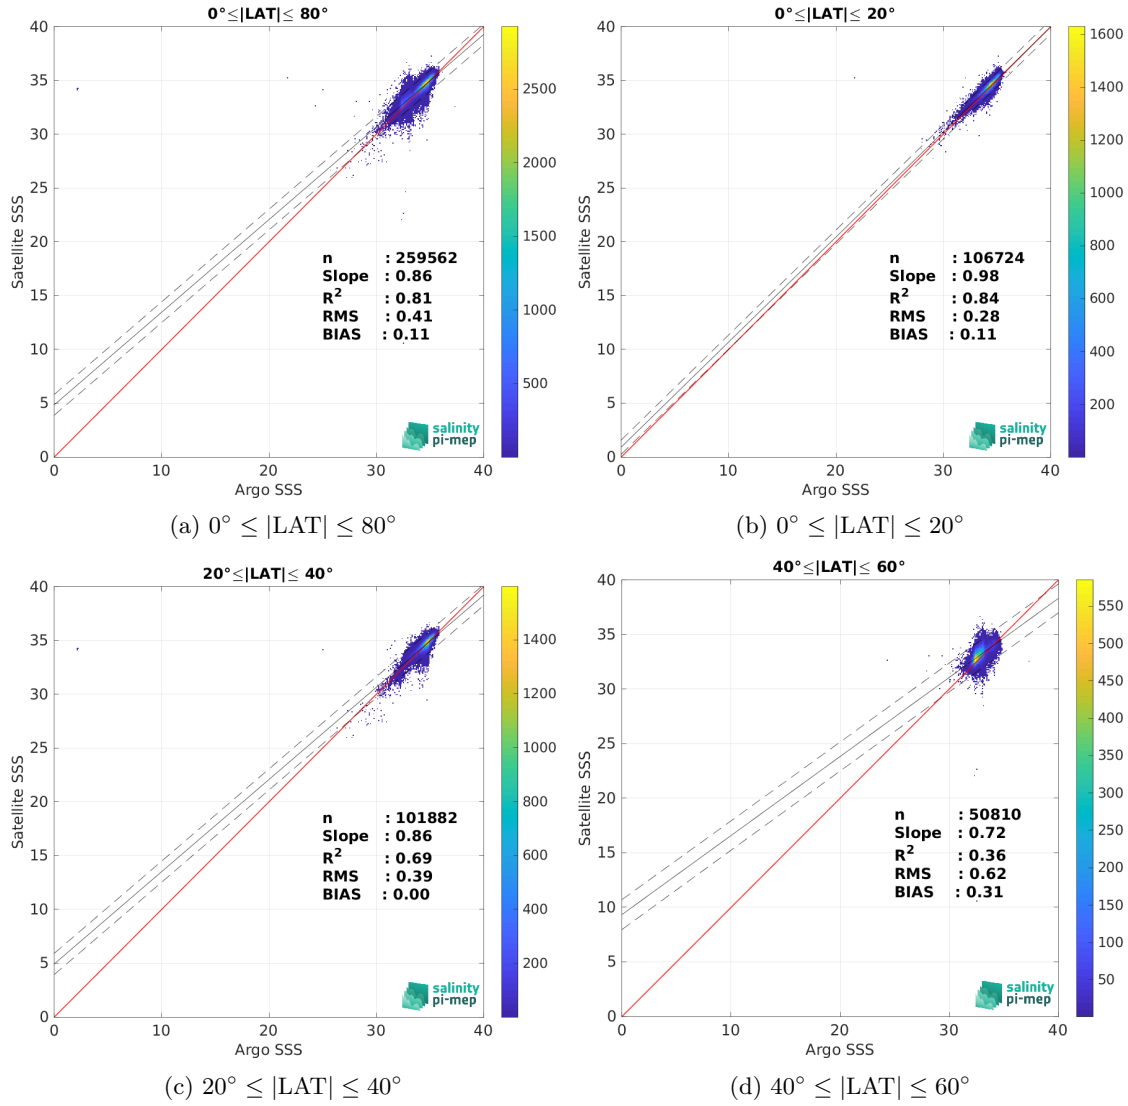 0°≤|LAT|≤ 80°
40
35
30
25
20
15
10
5
0
Satellite SSS
0
10
20
30
40
Argo SSS
n : 259562
Slope : 0.86
R² : 0.81
RMS : 0.41
BIAS : 0.11
salinity
pi-mep
2500
2000
1500
1000
500
(a) 0° ≤ |LAT| ≤ 80°
0°≤|LAT|≤ 20°
40
35
30
25
20
15
10
5
0
Satellite SSS
0
10
20
30
40
Argo SSS
n : 106724
Slope : 0.98
R² : 0.84
RMS : 0.28
BIAS : 0.11
salinity
pi-mep
1600
1400
1200
1000
800
600
400
200
(b) 0° ≤ |LAT| ≤ 20°
20°≤|LAT|≤ 40°
40
35
30
25
20
15
10
5
0
Satellite SSS
0
10
20
30
40
Argo SSS
n : 101882
Slope : 0.86
R² : 0.69
RMS : 0.39
BIAS : 0.00
salinity
pi-mep
1400
1200
1000
800
600
400
200
(c) 20° ≤ |LAT| ≤ 40°
40°≤|LAT|≤ 60°
40
35
30
25
20
15
10
5
0
Satellite SSS
0
10
20
30
40
Argo SSS
n : 50810
Slope : 0.72
R² : 0.36
RMS : 0.62
BIAS : 0.31
salinity
pi-mep
550
500
450
400
350
300
250
200
150
100
50
(d) 40° ≤ |LAT| ≤ 60°